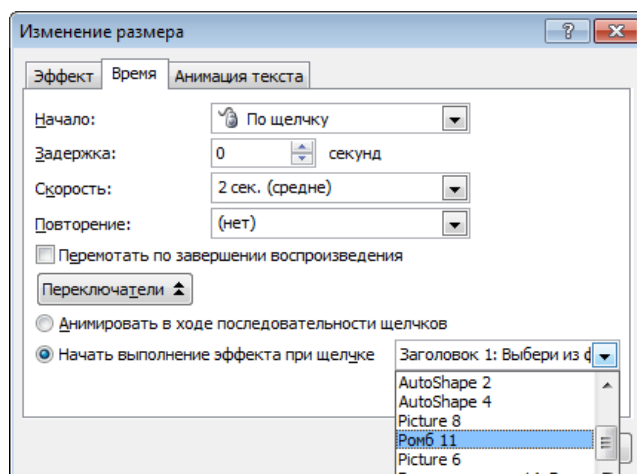 Изменение размера
Эффект Время Анимация текста
Начало: По щелчку
Задержка: 0 секунд
Скорость: 2 сек. (средне)
Повторение: (нет)
Перемотать по завершении воспроизведения
Переключатели
Анимировать в ходе последовательности щелчков
Начать выполнение эффекта при щелчке Заголовок 1: Выбери из ф
AutoShape 2
AutoShape 4
Picture 8
Ромб 11
Picture 6